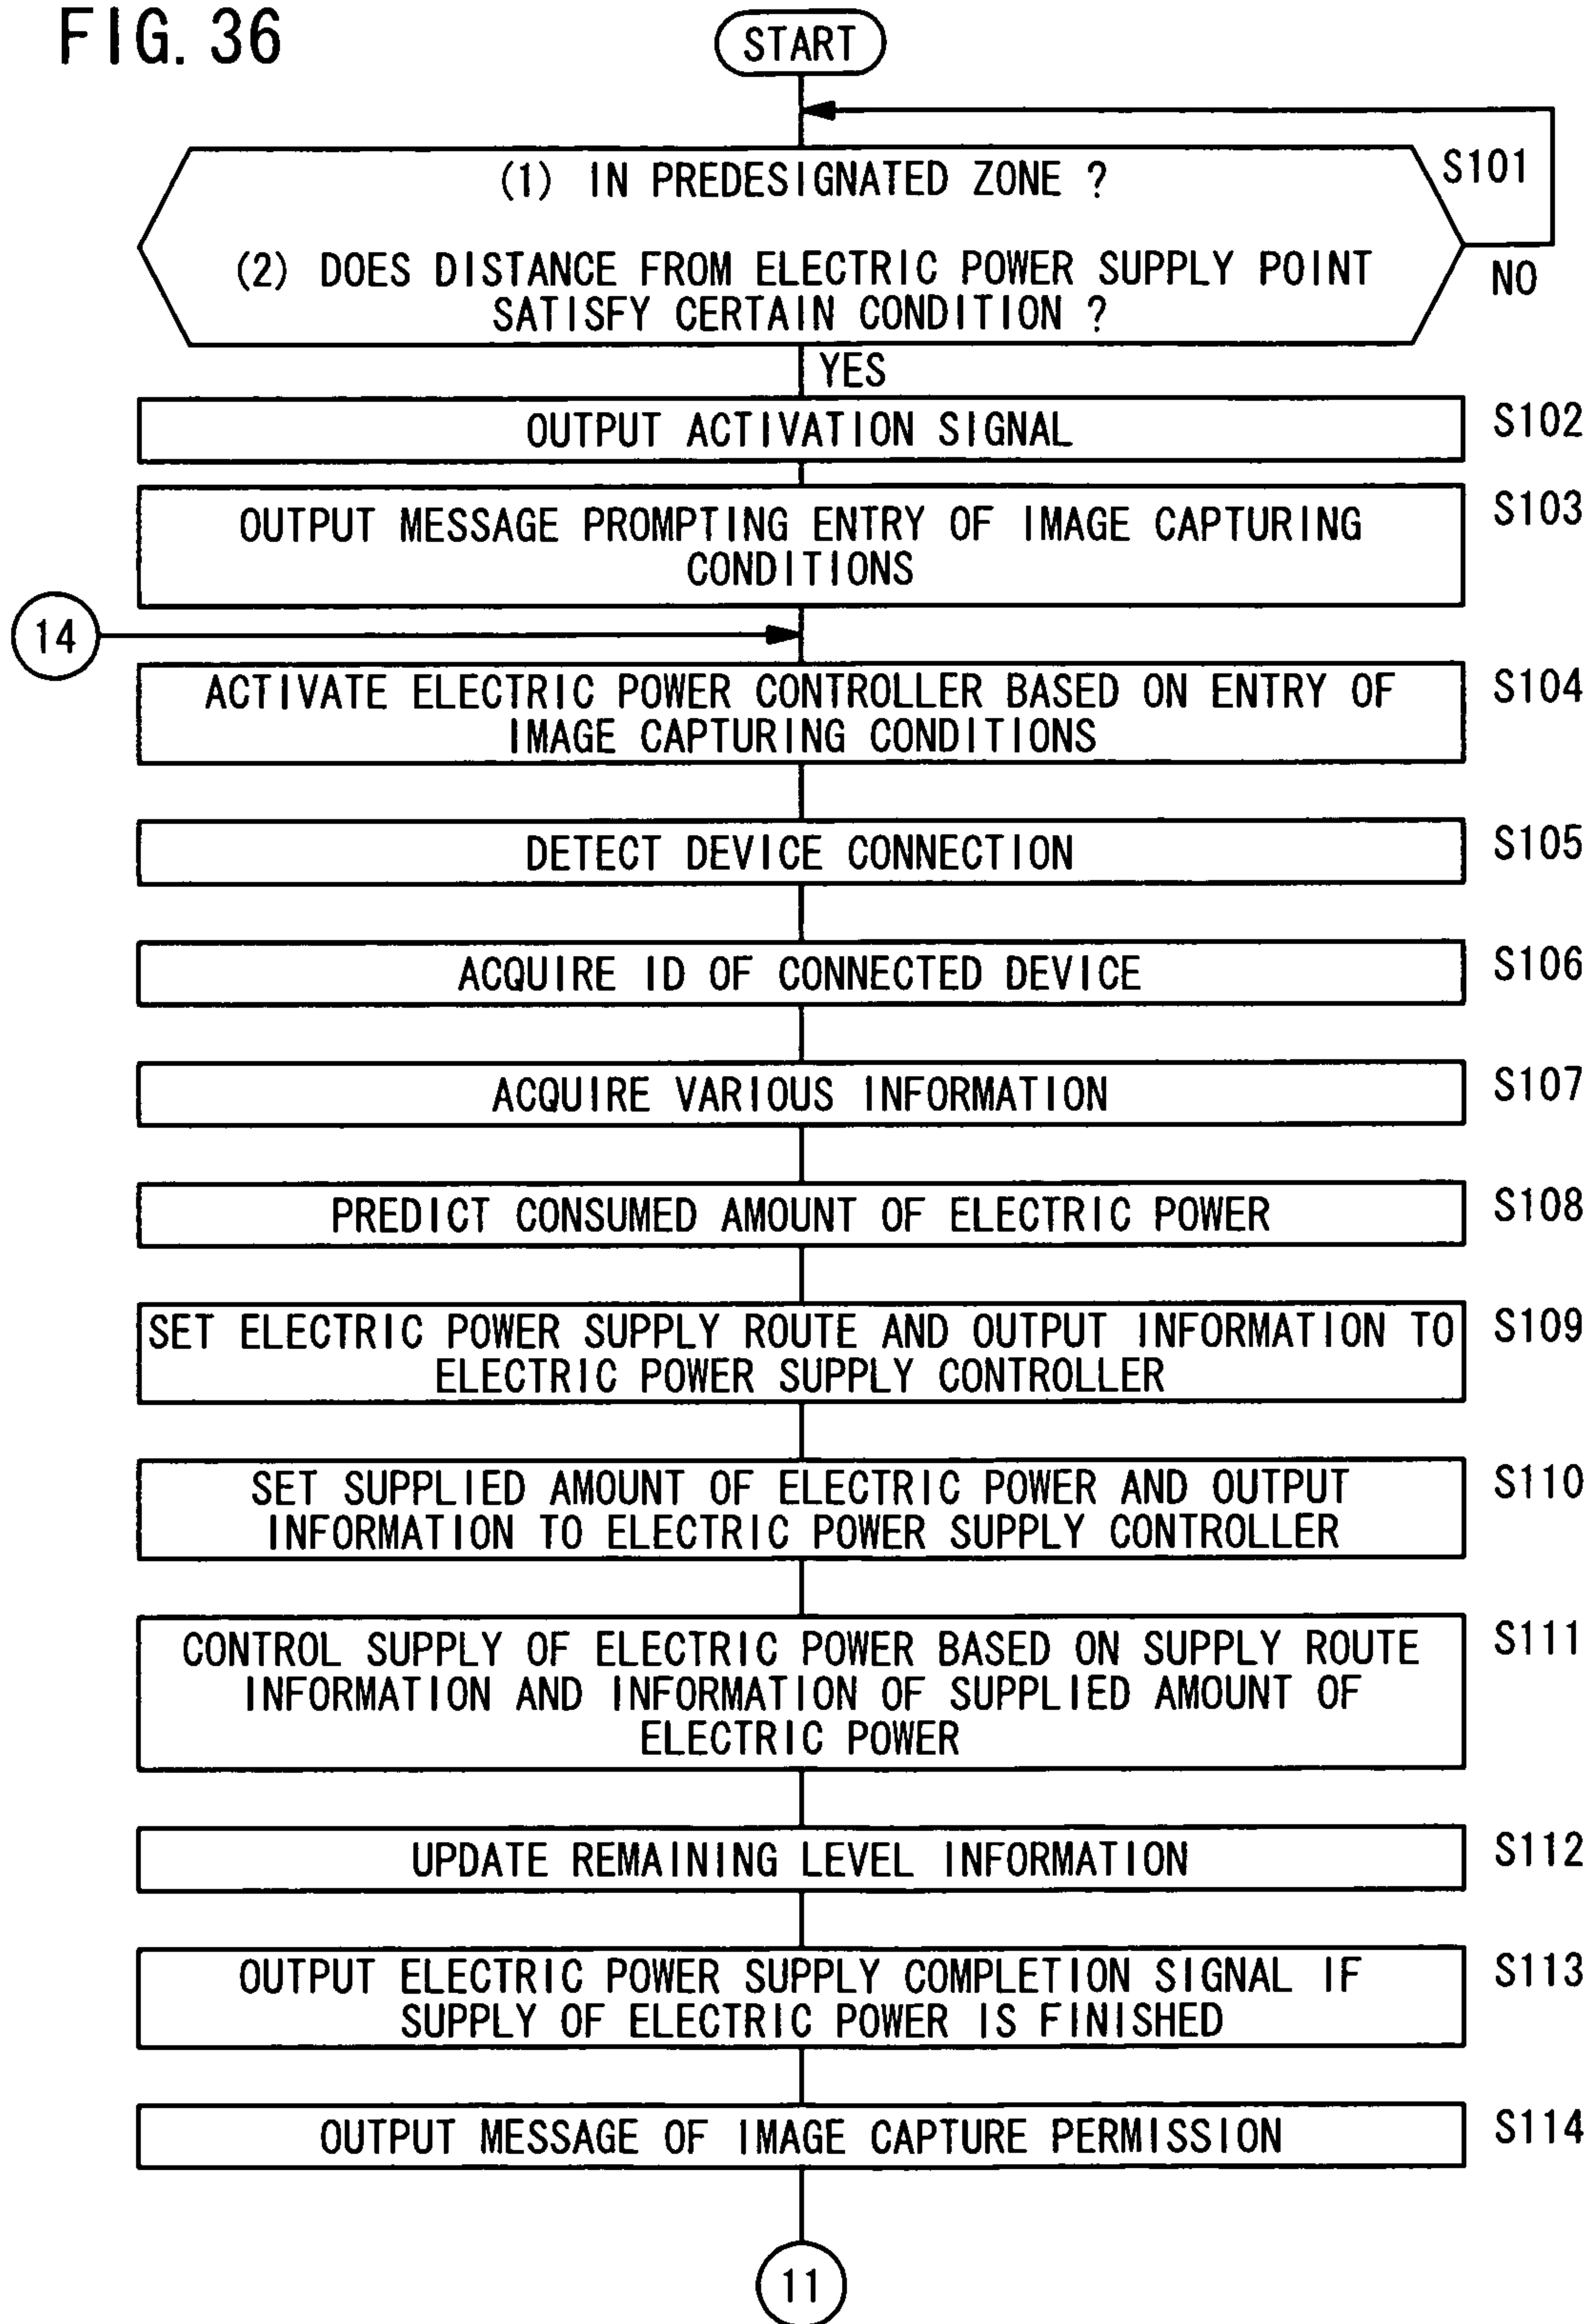 FIG. 36
START
(1) IN PREDESIGNATED ZONE ?
S101
(2) DOES DISTANCE FROM ELECTRIC POWER SUPPLY POINT
SATISFY CERTAIN CONDITION ?
NO
YES
OUTPUT ACTIVATION SIGNAL
S102
OUTPUT MESSAGE PROMPTING ENTRY OF IMAGE CAPTURING
CONDITIONS
S103
14
ACTIVATE ELECTRIC POWER CONTROLLER BASED ON ENTRY OF
IMAGE CAPTURING CONDITIONS
S104
DETECT DEVICE CONNECTION
S105
ACQUIRE ID OF CONNECTED DEVICE
S106
ACQUIRE VARIOUS INFORMATION
S107
PREDICT CONSUMED AMOUNT OF ELECTRIC POWER
S108
SET ELECTRIC POWER SUPPLY ROUTE AND OUTPUT INFORMATION TO
ELECTRIC POWER SUPPLY CONTROLLER
S109
SET SUPPLIED AMOUNT OF ELECTRIC POWER AND OUTPUT
INFORMATION TO ELECTRIC POWER SUPPLY CONTROLLER
S110
CONTROL SUPPLY OF ELECTRIC POWER BASED ON SUPPLY ROUTE
INFORMATION AND INFORMATION OF SUPPLIED AMOUNT OF
ELECTRIC POWER
S111
UPDATE REMAINING LEVEL INFORMATION
S112
OUTPUT ELECTRIC POWER SUPPLY COMPLETION SIGNAL IF
SUPPLY OF ELECTRIC POWER IS FINISHED
S113
OUTPUT MESSAGE OF IMAGE CAPTURE PERMISSION
S114
11